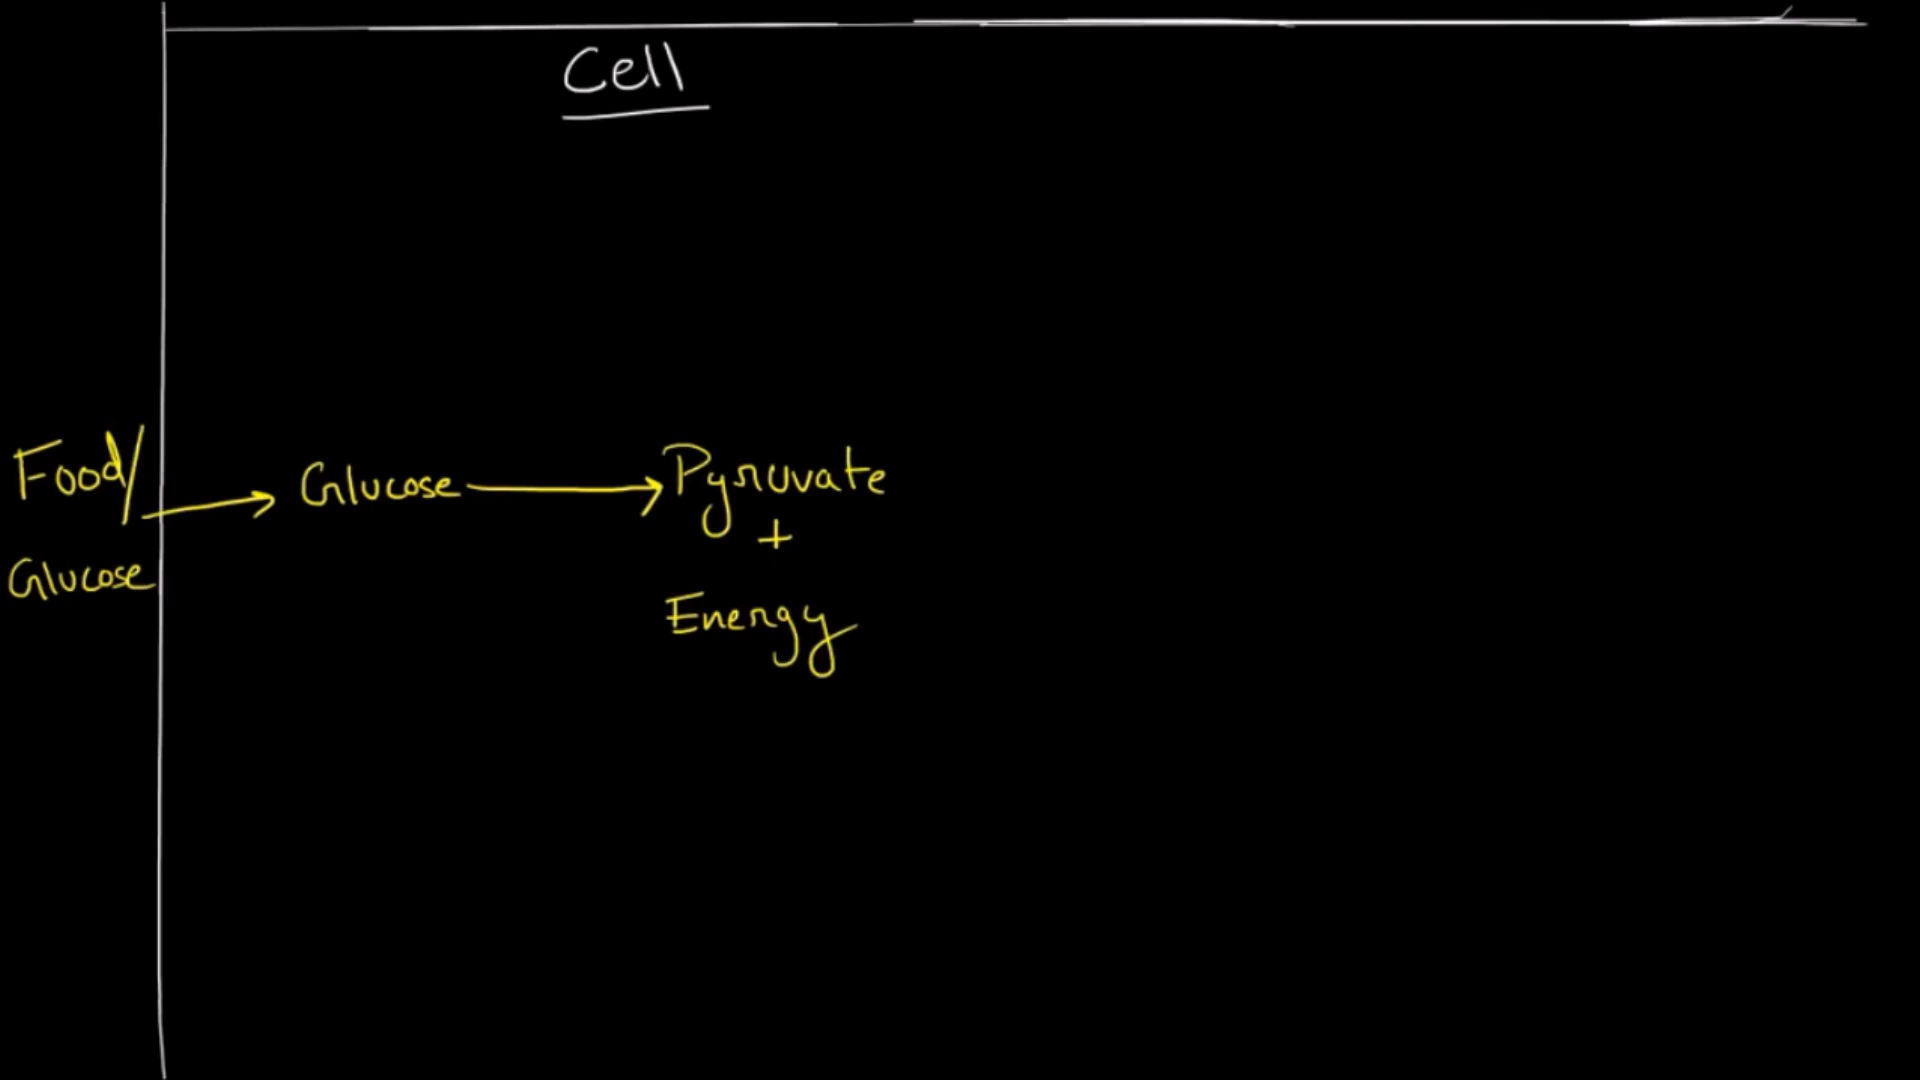 Cell
Food/
Glucose
Glucose
Pyruvate
+
Energy